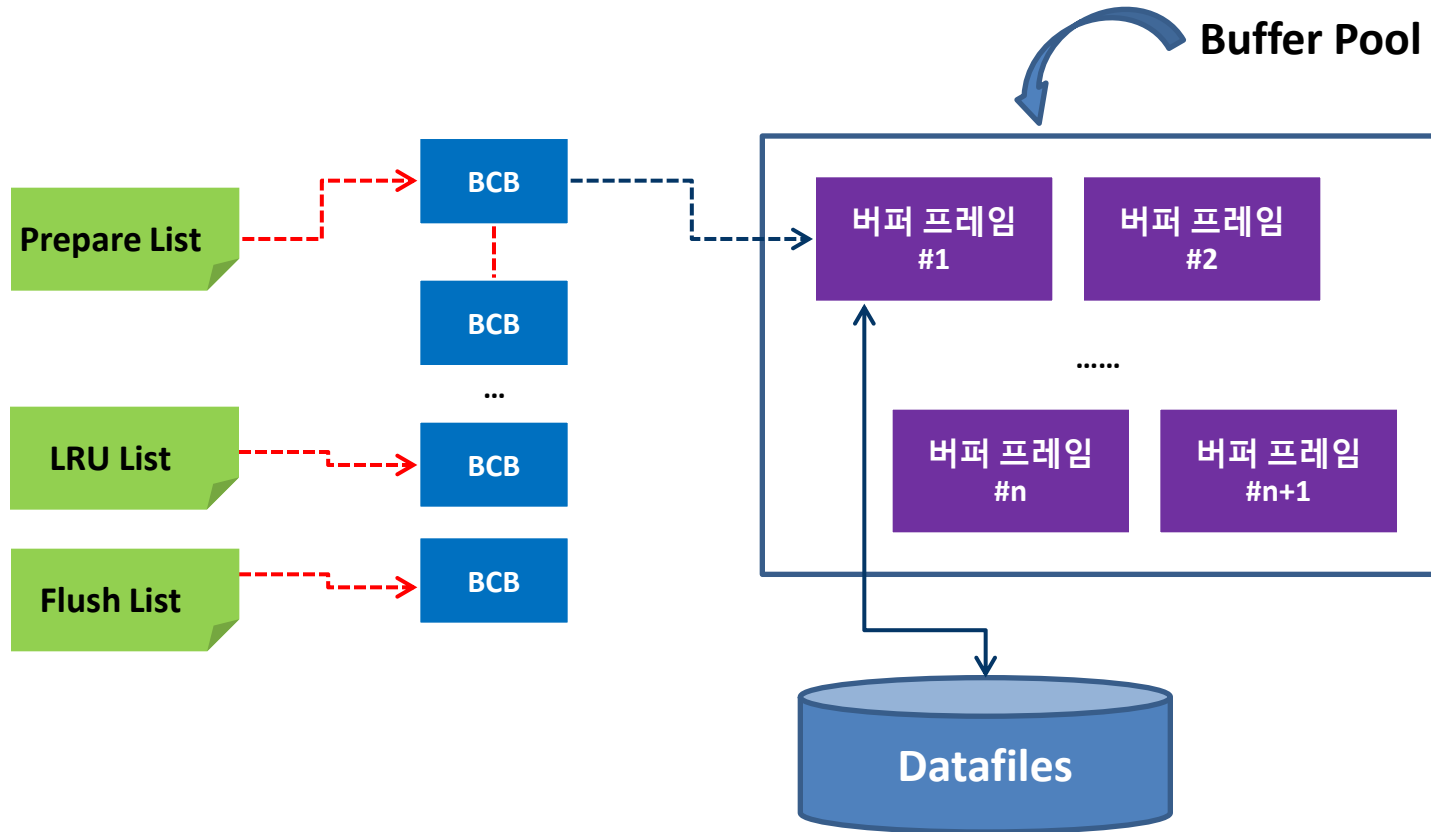 Buffer Pool
Prepare List
BCB
버퍼 프레임
#1
버퍼 프레임
#2
BCB
...
......
LRU List
BCB
버퍼 프레임
#n
버퍼 프레임
#n+1
Flush List
BCB
Datafiles